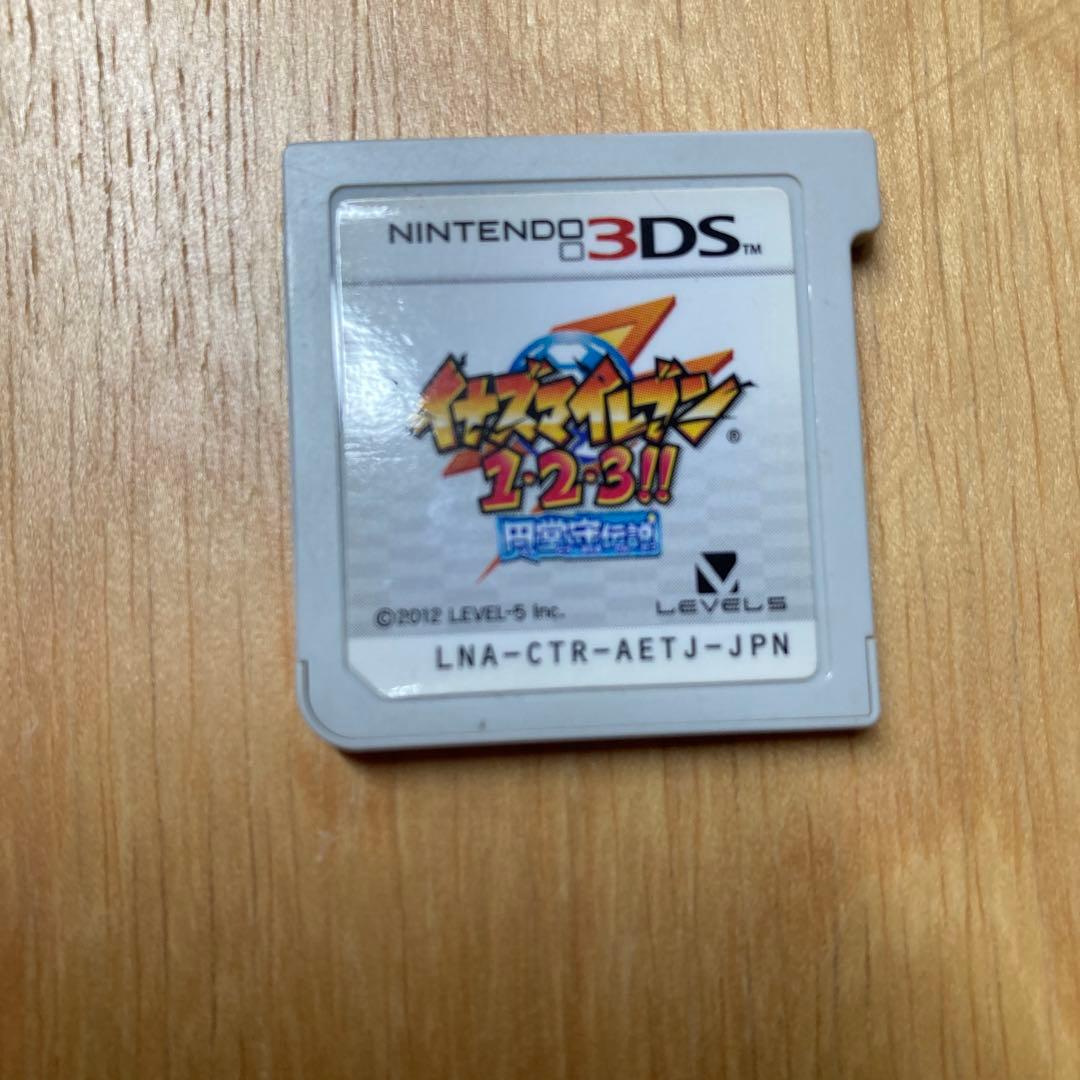 NINTENDO 3DS™
イナズマイレブン®
1・2・3!!
円堂守伝説
©2012 LEVEL-5 Inc.
LEVEL5
LNA-CTR-AETJ-JPN